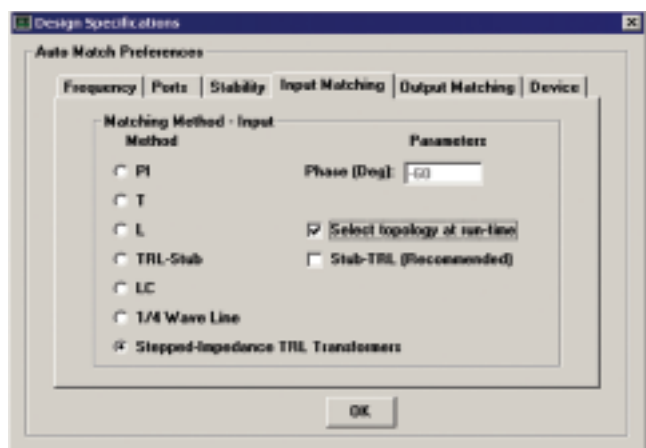 Design Specifications
Auto Match Preferences
Frequency Ports Stability Input Matching Output Matching Device
Matching Method - Input
Method Parameters
PI Phase (Deg): -60
T
L Select topology at run-time
TRL-Stub Stub-TRL (Recommended)
LC
1/4 Wave Line
Stepped-Impedance TRL Transformers
OK